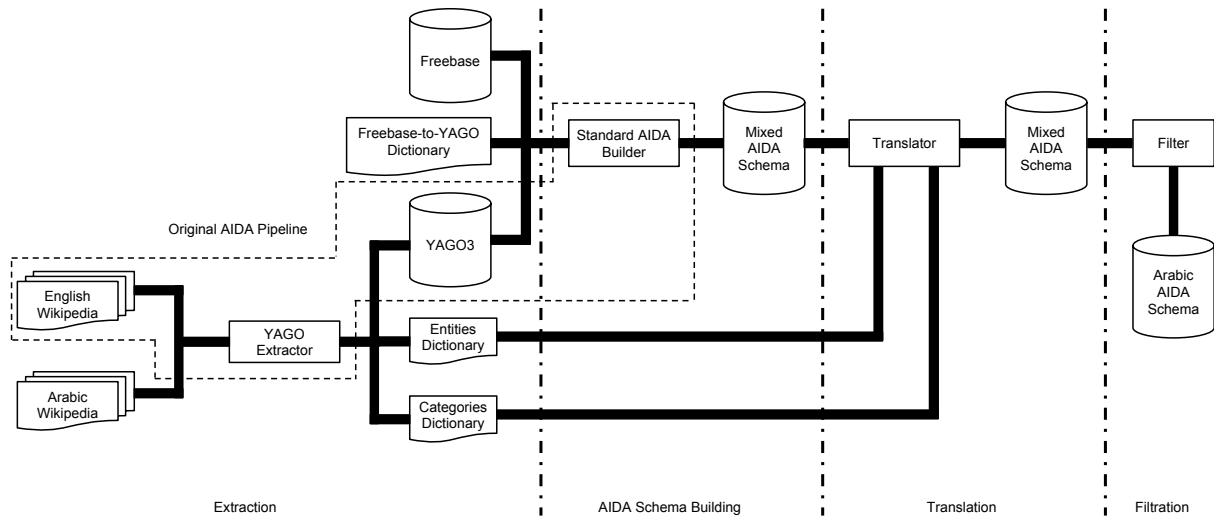 Freebase
Freebase-to-YAGO
Dictionary
Standard AIDA
Builder
Mixed
AIDA
Schema
Translator
Mixed
AIDA
Schema
Filter
Original AIDA Pipeline
YAGO3
English
Wikipedia
YAGO
Extractor
Entities
Dictionary
Arabic
AIDA
Schema
Arabic
Wikipedia
Categories
Dictionary
Extraction
AIDA Schema Building
Translation
Filtration